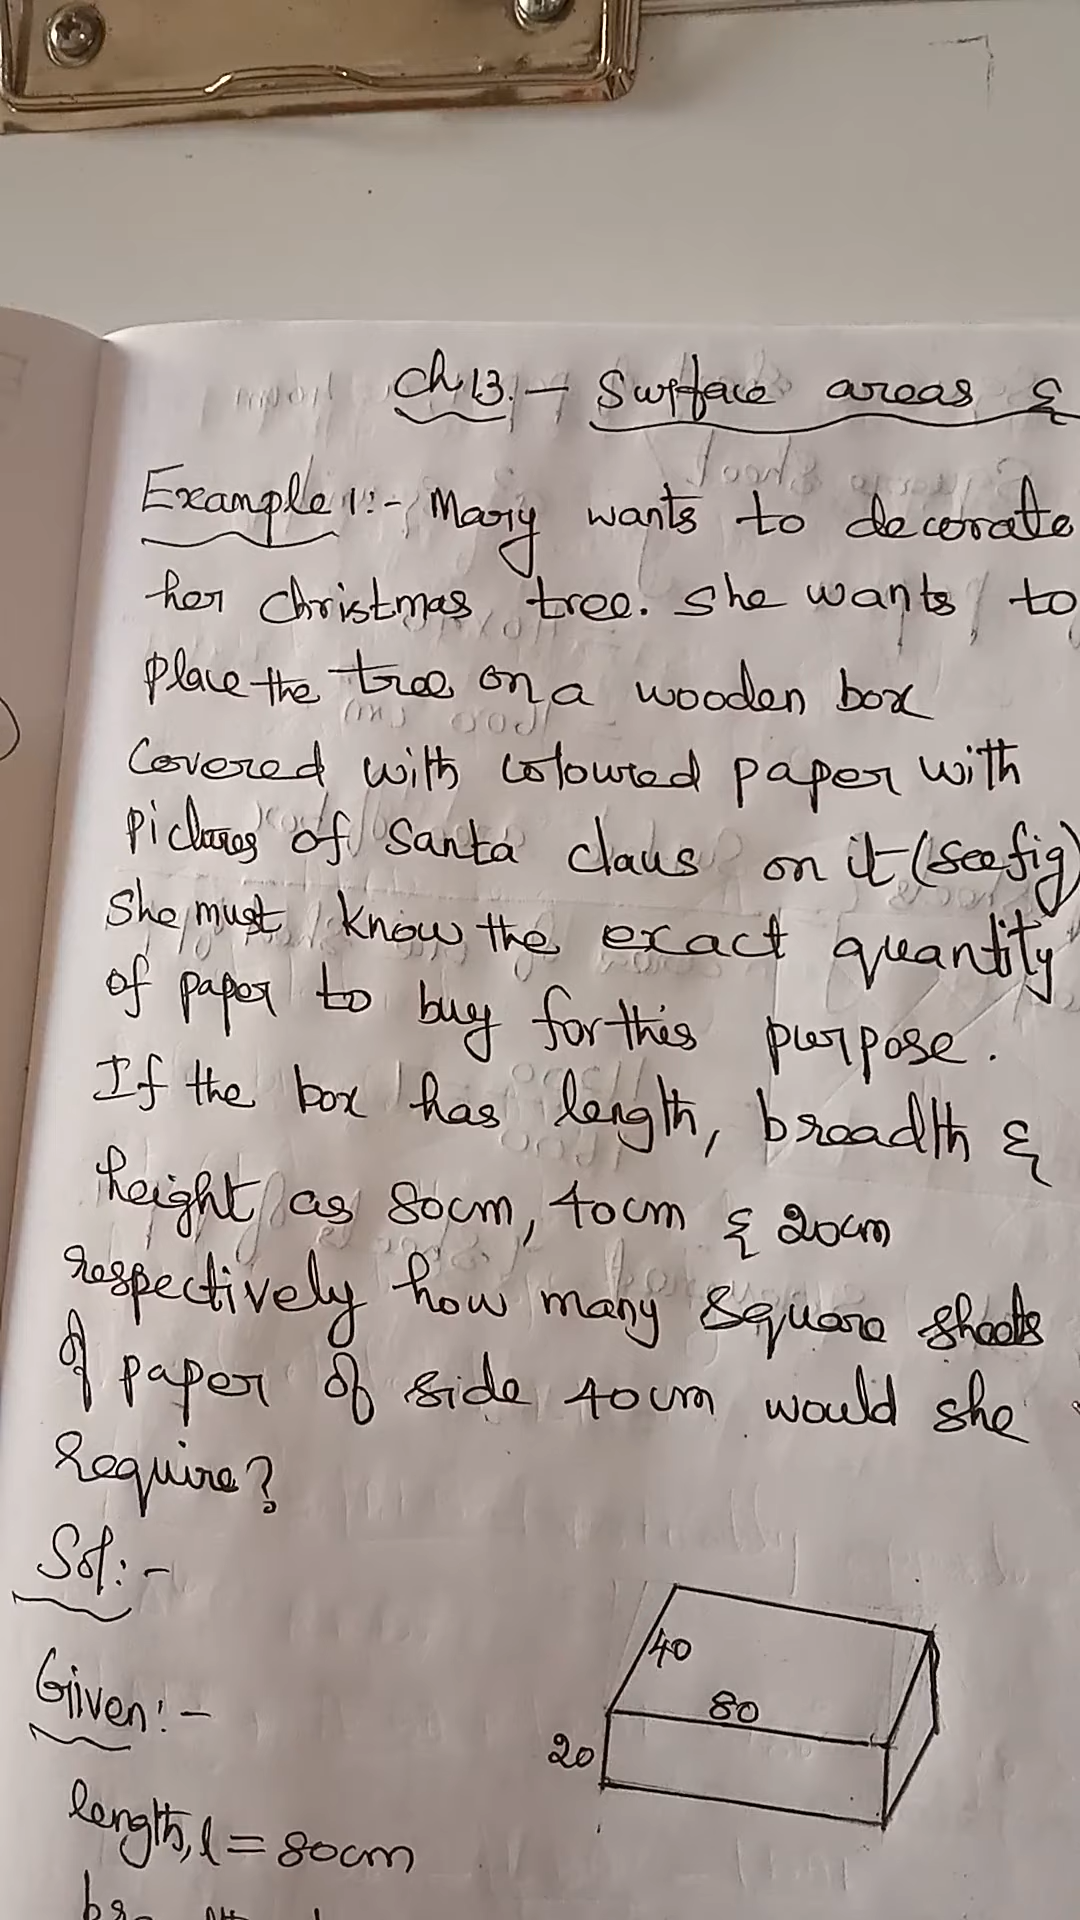 Ch 13. - Surface areas &
Example 1:- Mary wants to decorate
her christmas tree. she wants to
place the tree on a wooden box
Covered with coloured paper with
pictures of Santa claus on it (see fig)
She must know the exact quantity
of paper to buy for this purpose.
If the box has length, breadth &
height as 80cm, 40cm & 20cm
respectively how many square sheets
of paper of side 40cm would she
require?
Sol:-
40
80
20
Given:-
length, l = 80cm